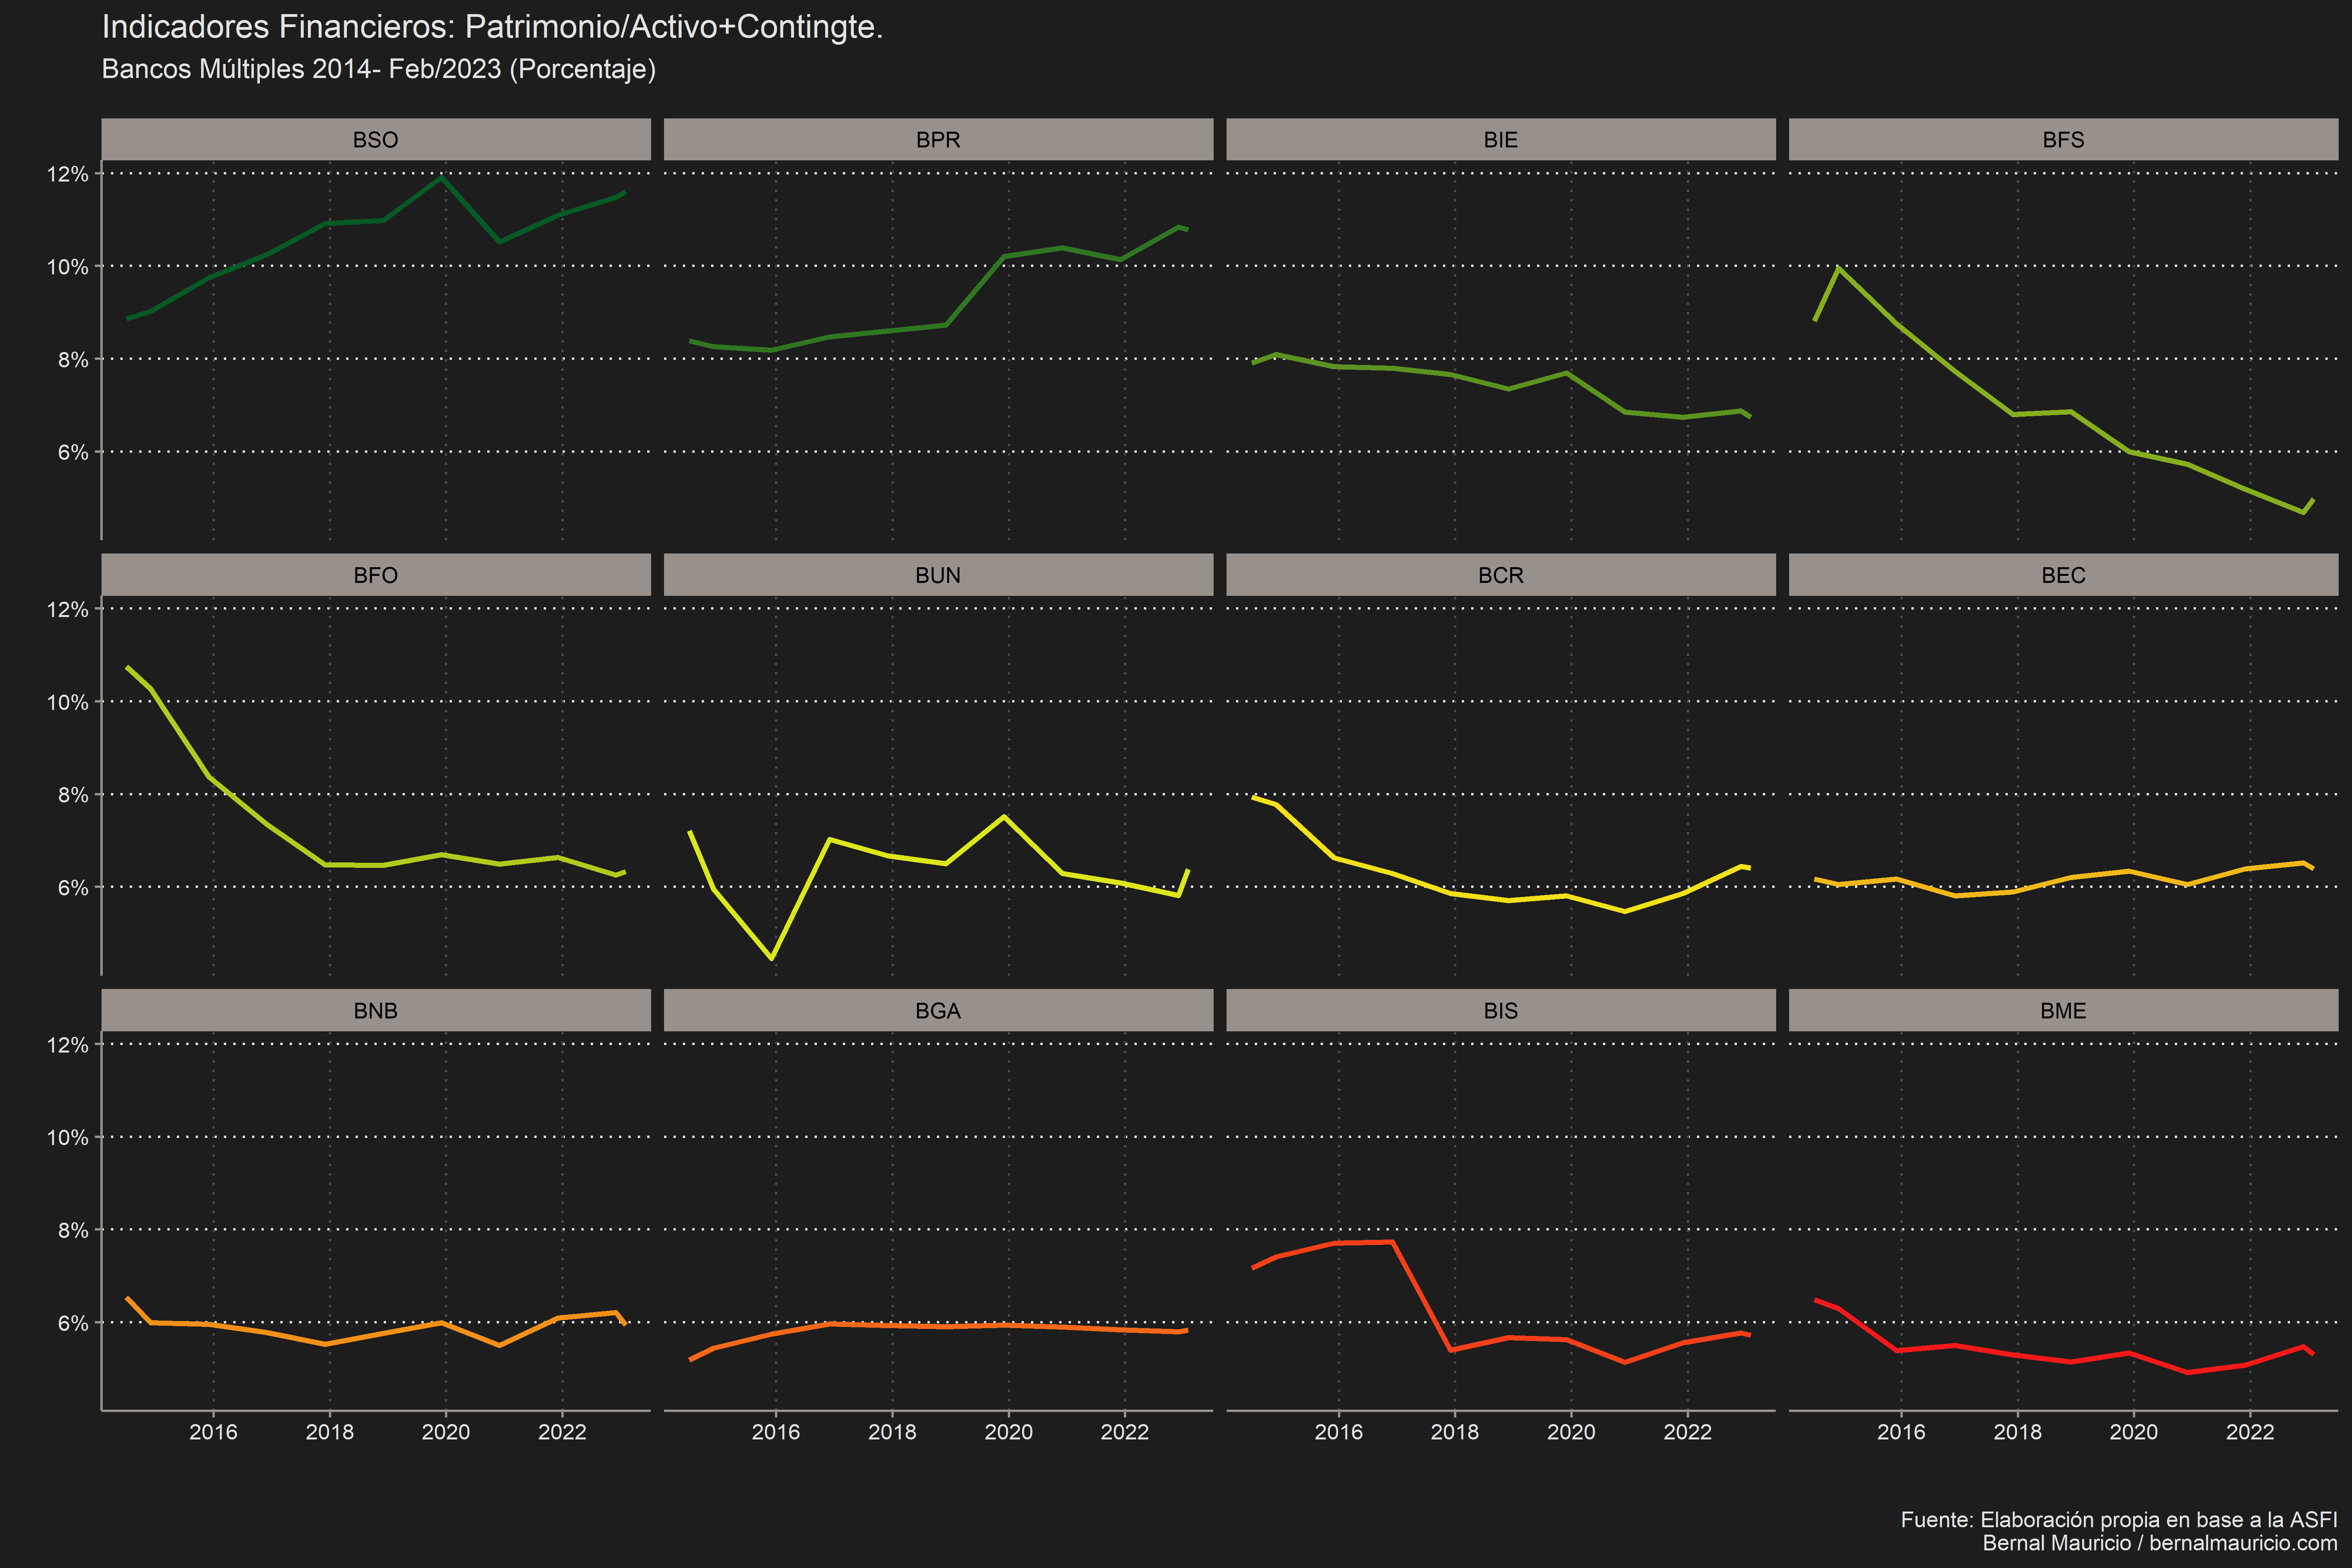 Indicadores Financieros: Patrimonio/Activo+Contingte.
Bancos Múltiples 2014- Feb/2023 (Porcentaje)
BSO
BPR
BIE
BFS
12%
10%
8%
6%
BFO
BUN
BCR
BEC
12%
10%
8%
6%
BNB
BGA
BIS
BME
12%
10%
8%
6%
2016 2018 2020 2022
2016 2018 2020 2022
2016 2018 2020 2022
2016 2018 2020 2022
Fuente: Elaboración propia en base a la ASFI
Bernal Mauricio / bernalmauricio.com